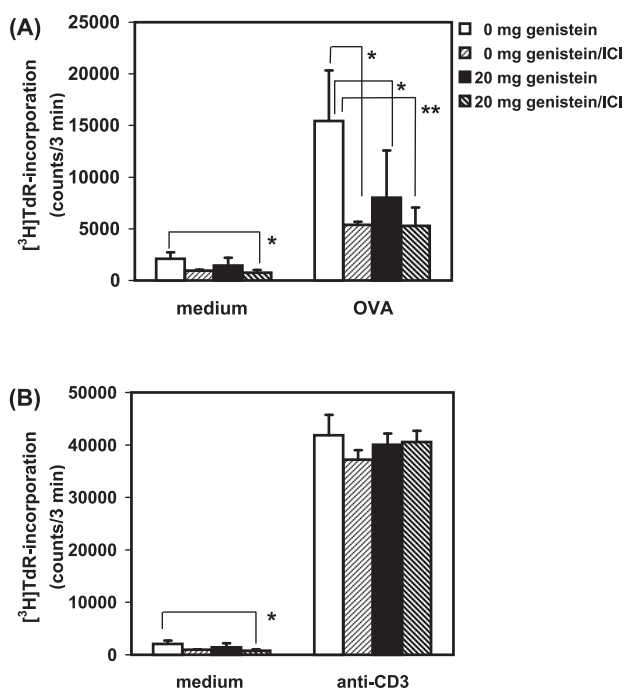 (A)
[³H]TdR-incorporation
(counts/3 min)
25000
20000
15000
10000
5000
0
*
*
**
*
medium
OVA
0 mg genistein
0 mg genistein/ICI
20 mg genistein
20 mg genistein/ICI
(B)
[³H]TdR-incorporation
(counts/3 min)
50000
40000
30000
20000
10000
0
*
medium
anti-CD3